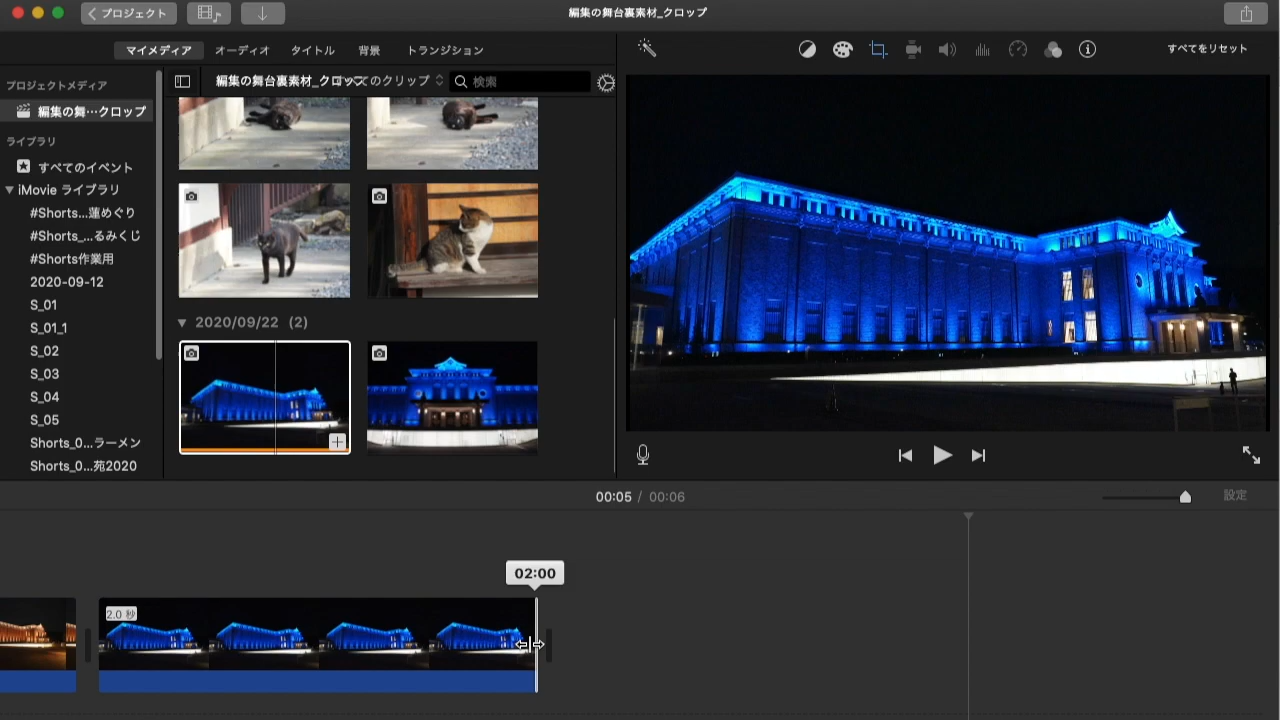 プロジェクト
編集の舞台裏素材_クロップ
マイメディア
オーディオ
タイトル
背景
トランジション
すべてをリセット
プロジェクトメディア
編集の舞…クロップ
ライブラリ
すべてのイベント
iMovie ライブラリ
#Shorts...蓮めぐり
#Shorts_...るみくじ
#Shorts作業用
2020-09-12
S_01
S_01_1
S_02
S_03
S_04
S_05
Shorts_0...ラーメン
Shorts_0...苑2020
編集の舞台裏素材_クロップ
てのクリップ
検索
2020/09/22 (2)
00:05 / 00:06
設定
02:00
2.0 秒